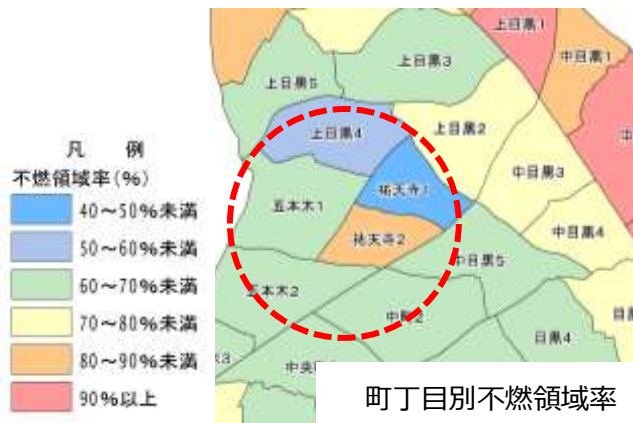 凡 例
不燃領域率(%)
40～50%未満
50～60%未満
60～70%未満
70～80%未満
80～90%未満
90%以上
上目黒1
中目黒1
上目黒3
上目黒5
上目黒4
上目黒2
中目黒3
祐天寺1
五本木1
祐天寺2
中目黒4
中目黒5
五本木2
目黒4
町丁目別不燃領域率